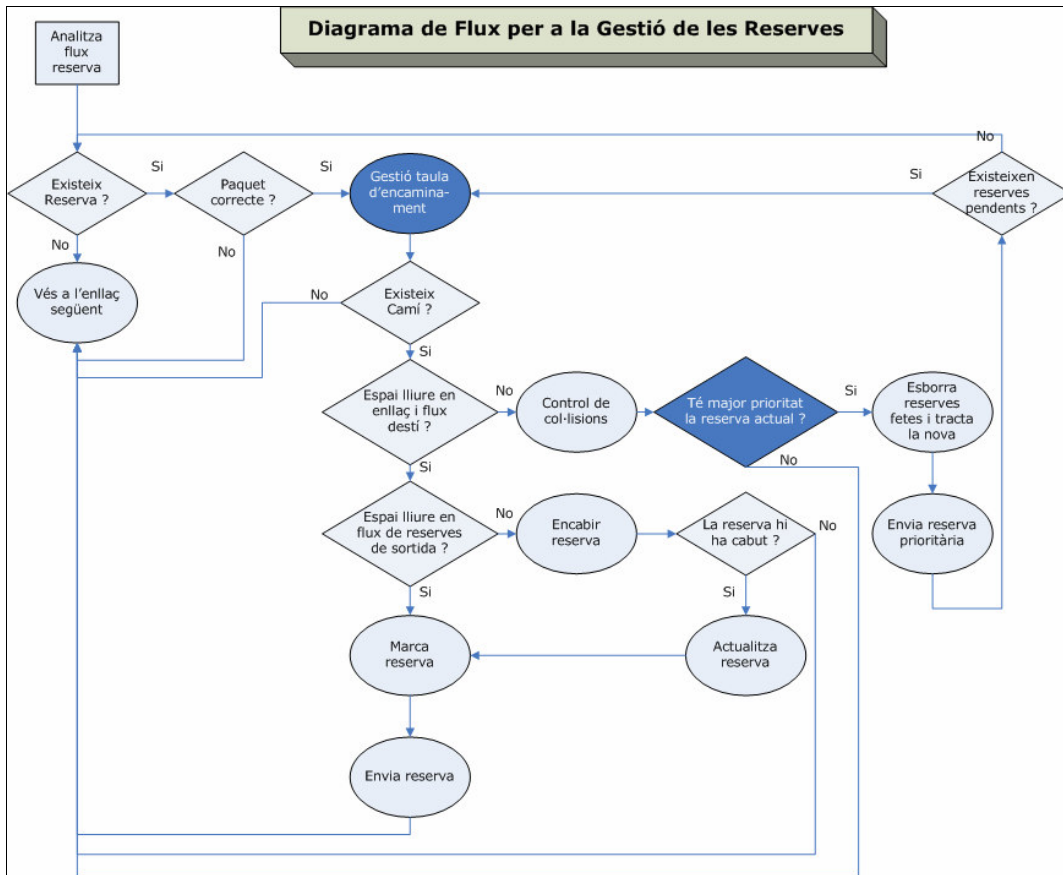 Diagrama de Flux per a la Gestió de les Reserves
Analitza
flux
reserva
No
Si
Si
Si
Existeix
Reserva ?
Paquet
correcte ?
Gestió taula
d'encamina-
ment
Existeixen
reserves
pendents ?
No
No
Vés a l'enllaç
següent
No
Existeix
Camí ?
Si
Espai lliure en
enllaç i flux
destí ?
No
Control de
col·lisions
Té major prioritat
la reserva actual ?
Si
Esborra
reserves
fetes i tracta
la nova
No
Si
Espai lliure en
flux de reserves
de sortida ?
No
Encabir
reserva
La reserva hi
ha cabut ?
No
Envia reserva
prioritària
Si
Si
Marca
reserva
Actualitza
reserva
Envia reserva